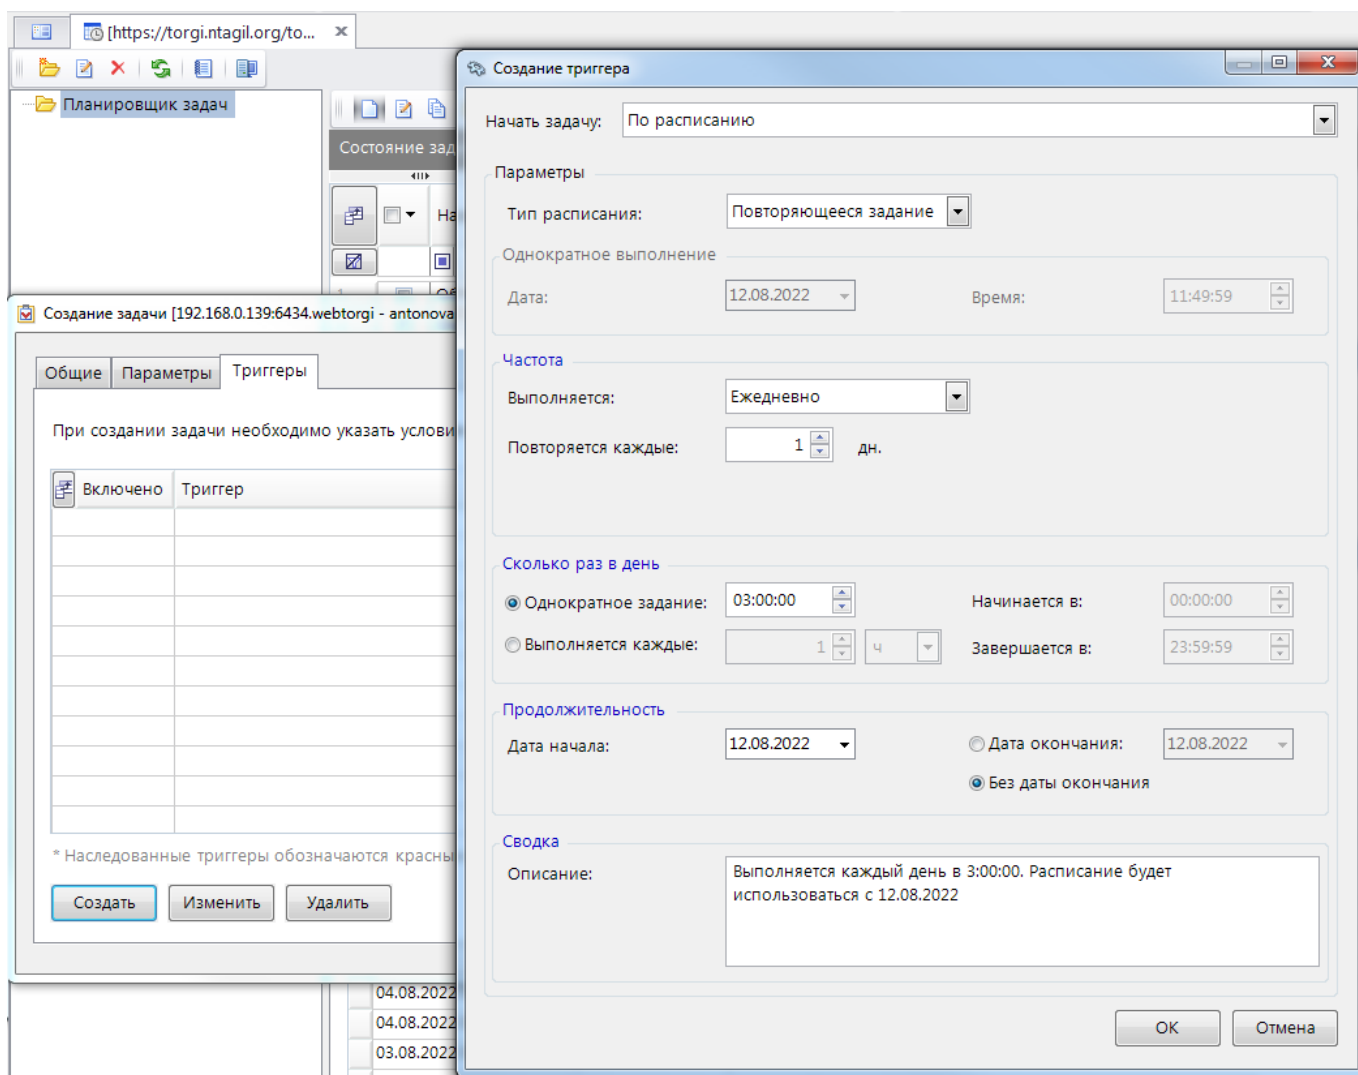 [https://torgi.ntagil.org/to...
Планировщик задач
Состояние зад
На
Создание задачи [192.168.0.139:6434.webtorgi - antonova
Общие
Параметры
Триггеры
При создании задачи необходимо указать услови
Включено
Триггер
* Наследованные триггеры обозначаются красны
Создать
Изменить
Удалить
04.08.2022
04.08.2022
03.08.2022
Создание триггера
Начать задачу: По расписанию
Параметры
Тип расписания: Повторяющееся задание
Однократное выполнение
Дата: 12.08.2022 Время: 11:49:59
Частота
Выполняется: Ежедневно
Повторяется каждые: 1 дн.
Сколько раз в день
Однократное задание: 03:00:00 Начинается в: 00:00:00
Выполняется каждые: 1 ч Завершается в: 23:59:59
Продолжительность
Дата начала: 12.08.2022 Дата окончания: 12.08.2022
Без даты окончания
Сводка
Описание: Выполняется каждый день в 3:00:00. Расписание будет
использоваться с 12.08.2022
OK
Отмена